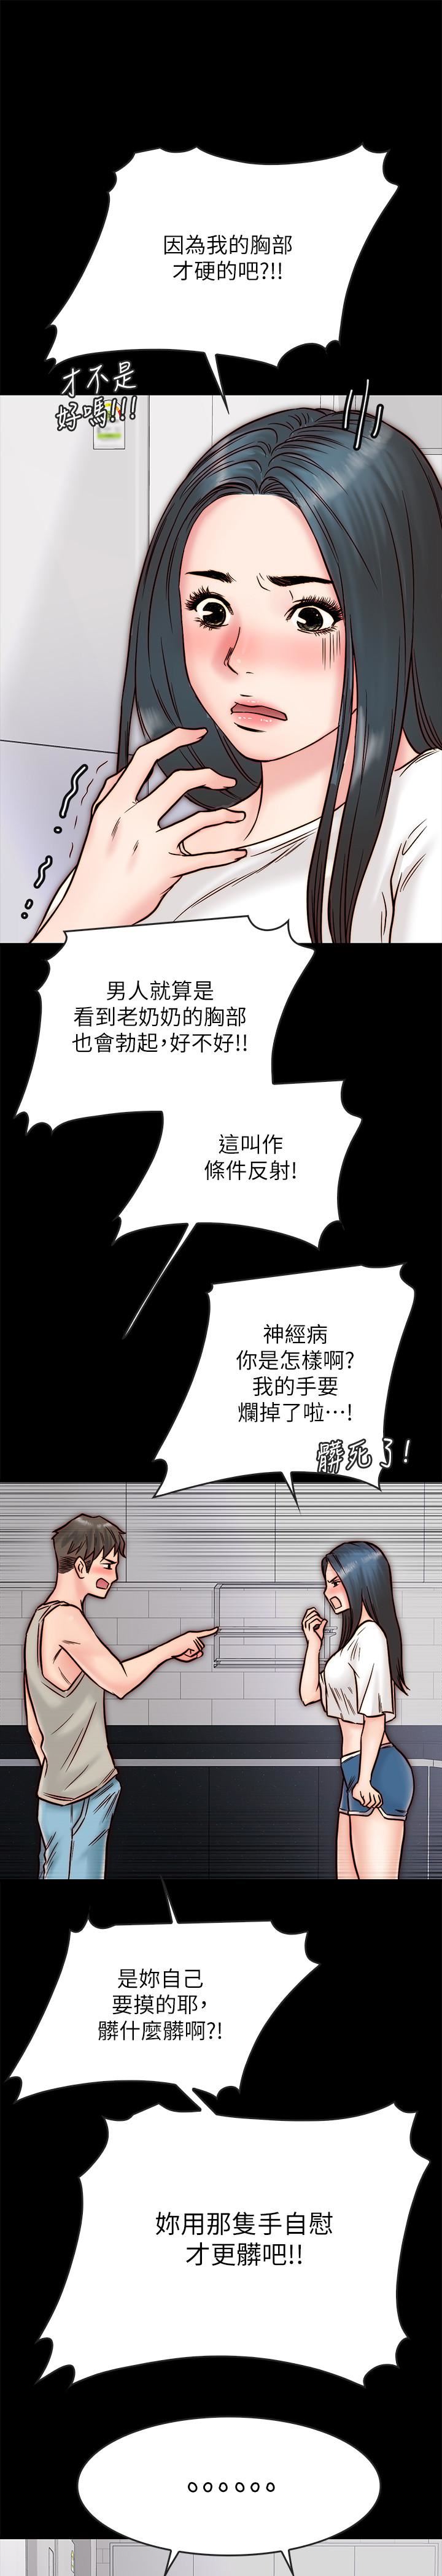 因為我的胸部
才硬的吧?!!
才不是
好嗎!!!
男人就算是
看到老奶奶的胸部
也會勃起,好不好!!
這叫作
條件反射!
神經病
你是怎樣啊?
我的手要
爛掉了啦…!
髒死了!
是妳自己
要摸的耶,
髒什麼髒啊?!
妳用那隻手自慰
才更髒吧!!
。。。。。。